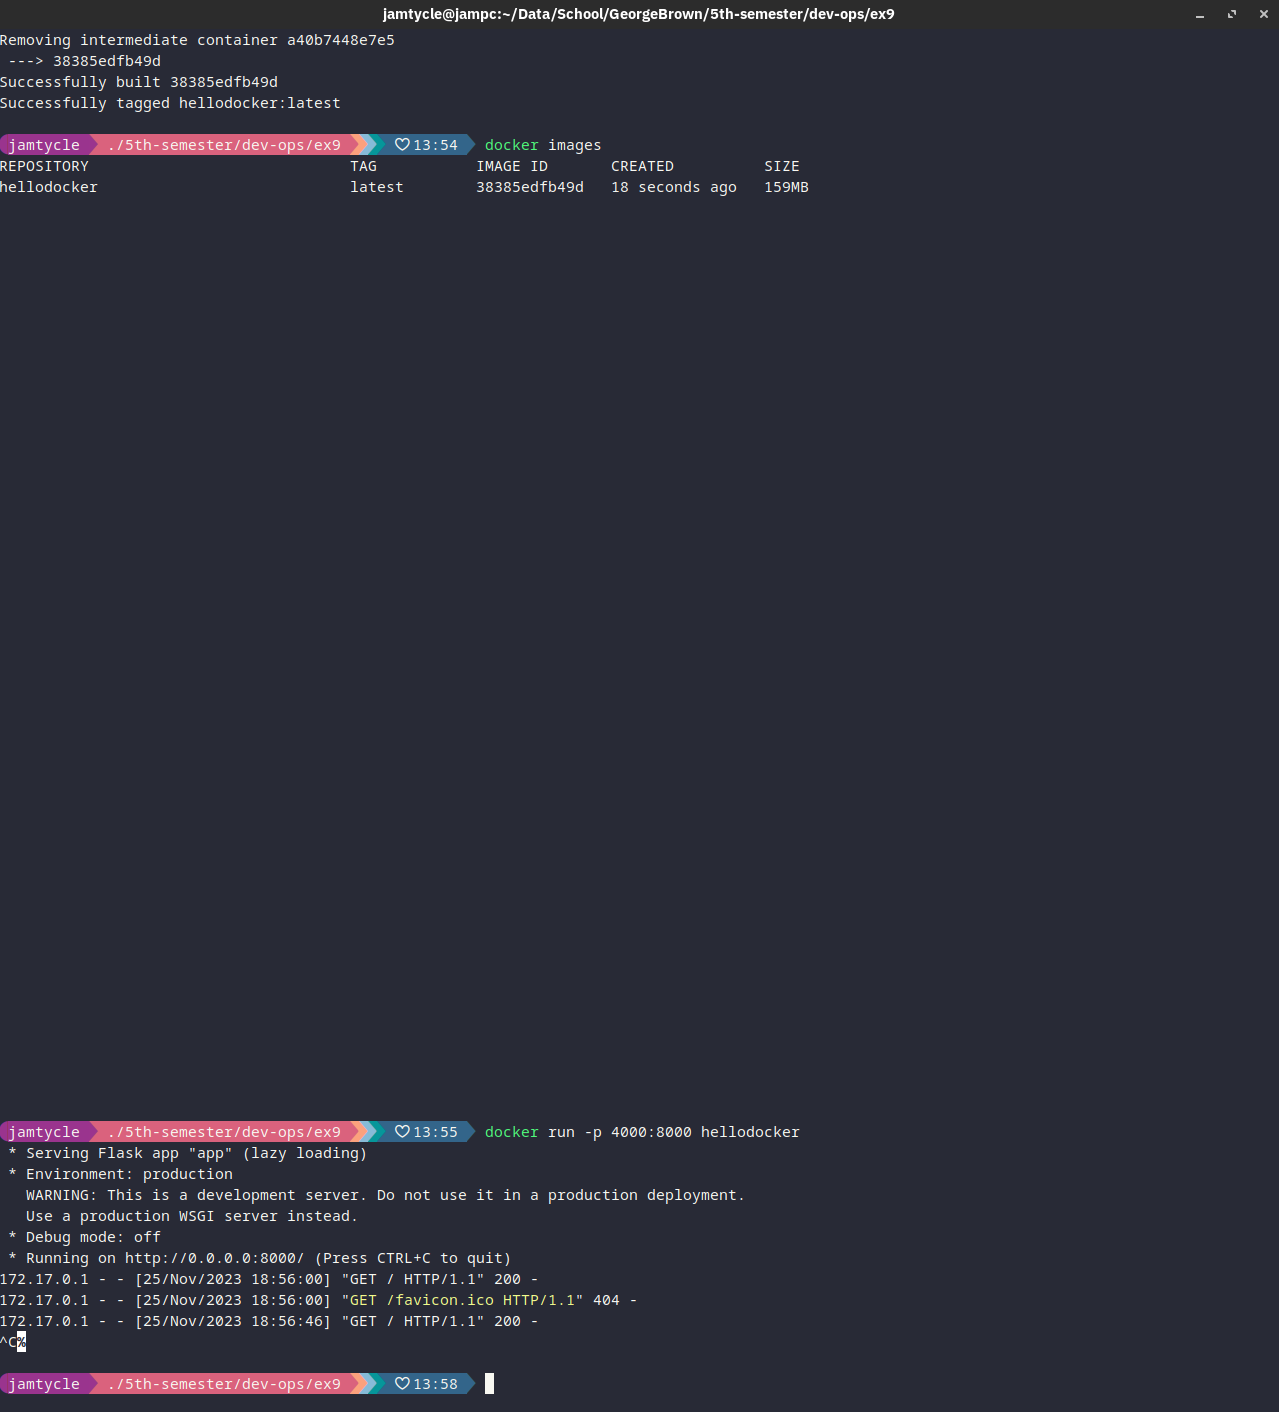 jamtycle@jampc:~/Data/School/GeorgeBrown/5th-semester/dev-ops/ex9
Removing intermediate container a40b7448e7e5
 ---> 38385edfb49d
Successfully built 38385edfb49d
Successfully tagged hellodocker:latest
jamtycle ./5th-semester/dev-ops/ex9 ♡ 13:54 docker images
REPOSITORY                             TAG           IMAGE ID       CREATED          SIZE
hellodocker                            latest        38385edfb49d   18 seconds ago   159MB
jamtycle ./5th-semester/dev-ops/ex9 ♡ 13:55 docker run -p 4000:8000 hellodocker
 * Serving Flask app "app" (lazy loading)
 * Environment: production
   WARNING: This is a development server. Do not use it in a production deployment.
   Use a production WSGI server instead.
 * Debug mode: off
 * Running on http://0.0.0.0:8000/ (Press CTRL+C to quit)
172.17.0.1 - - [25/Nov/2023 18:56:00] "GET / HTTP/1.1" 200 -
172.17.0.1 - - [25/Nov/2023 18:56:00] "GET /favicon.ico HTTP/1.1" 404 -
172.17.0.1 - - [25/Nov/2023 18:56:46] "GET / HTTP/1.1" 200 -
^C%
jamtycle ./5th-semester/dev-ops/ex9 ♡ 13:58